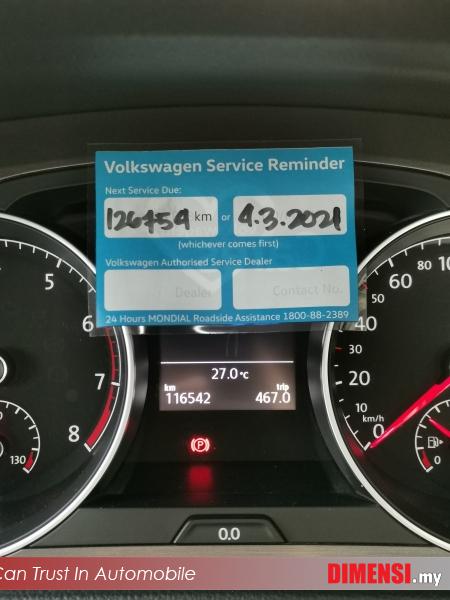 Volkswagen Service Reminder
Next Service Due:
126754 km or 4.3.2021
(whichever comes first)
Volkswagen Authorised Service Dealer
Dealer Contact No.
24 Hours MONDIAL Roadside Assistance 1800-88-2389
5
6
7
8
130
27.0 °C
km trip
116542 467.0
(P)
0.0
100
80
60
50
40
30
20
10
0
km/h
0
Can Trust In Automobile
DIMENSI.my